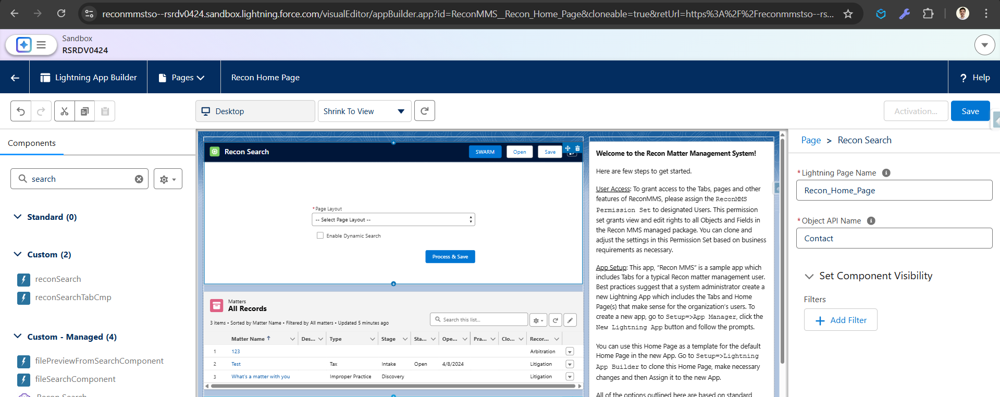 reconmmstso--rsrdv0424.sandbox.lightning.force.com/visualEditor/appBuilder.app?id=ReconMMS__Recon_Home_Page&cloneable=true&retUrl=https%3A%2F%2Freconmmstso--rs...
Sandbox
RSRDV0424
Lightning App Builder
Pages
Recon Home Page
? Help
Desktop
Shrink To View
Activation...
Save
Components
search
Standard (0)
Custom (2)
reconSearch
reconSearchTabCmp
Custom - Managed (4)
filePreviewFromSearchComponent
fileSearchComponent
Recon Search
Recon Search
SWARM
Open
Save
*Page Layout
-- Select Page Layout --
Enable Dynamic Search
Process & Save
Matters
All Records
3 items • Sorted by Matter Name • Filtered by All matters • Updated 5 minutes ago
Search this list...
Matter Name ↑ Des... Type Stage Sta... Ope... Pra... Clo... Recor...
1 123 Arbitration
2 Test Tax Intake Open 4/8/2024 Litigation
3 What's a matter with you Improper Practice Discovery Litigation
Welcome to the Recon Matter Management System!
Here are few steps to get started.
User Access: To grant access to the Tabs, pages and other
features of ReconMMS, please assign the ReconMMS
Permission Set to designated Users. This permission
set grants view and edit rights to all Objects and Fields in
the Recon MMS managed package. You can clone and
adjust the settings in this Permission Set based on business
requirements as necessary.
App Setup: This app, “Recon MMS” is a sample app which
includes Tabs for a typical Recon matter management user.
Best practices suggest that a system administrator create a
new Lightning App which includes the Tabs and Home
Page(s) that make sense for the organization’s users. To
create a new app, go to Setup=>App Manager, click the
New Lightning App button and follow the prompts.
You can use this Home Page as a template for the default
Home Page in the new App. Go to Setup=>Lightning
App Builder to clone this Home Page, make necessary
changes and then Assign it to the new App.
All of the options outlined here are based on standard
Page > Recon Search
*Lightning Page Name
Recon_Home_Page
*Object API Name
Contact
Set Component Visibility
Filters
+ Add Filter